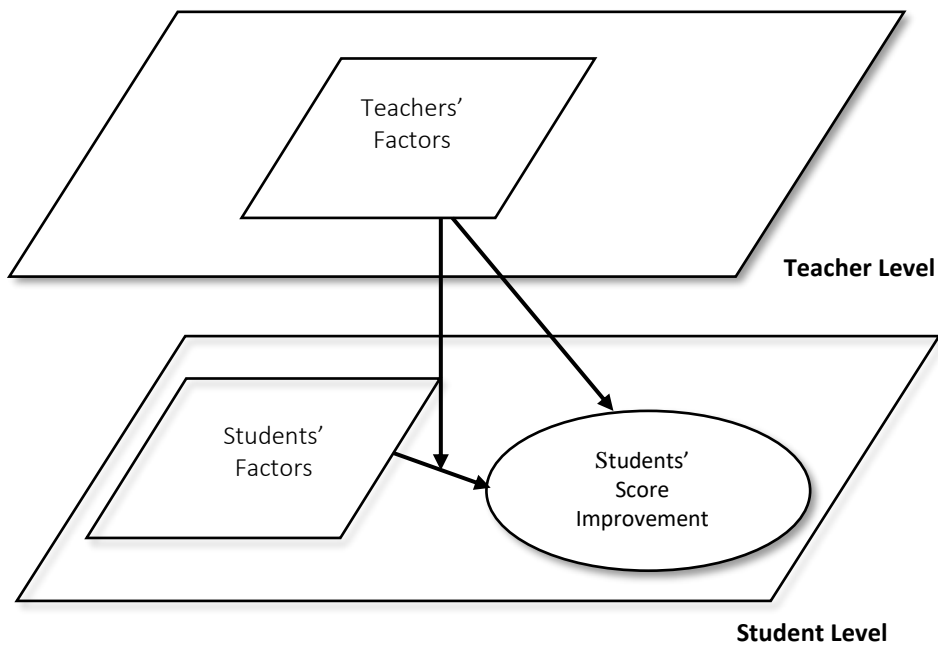 Teachers’
Factors
Teacher Level
Students’
Factors
Students’
Score
Improvement
Student Level